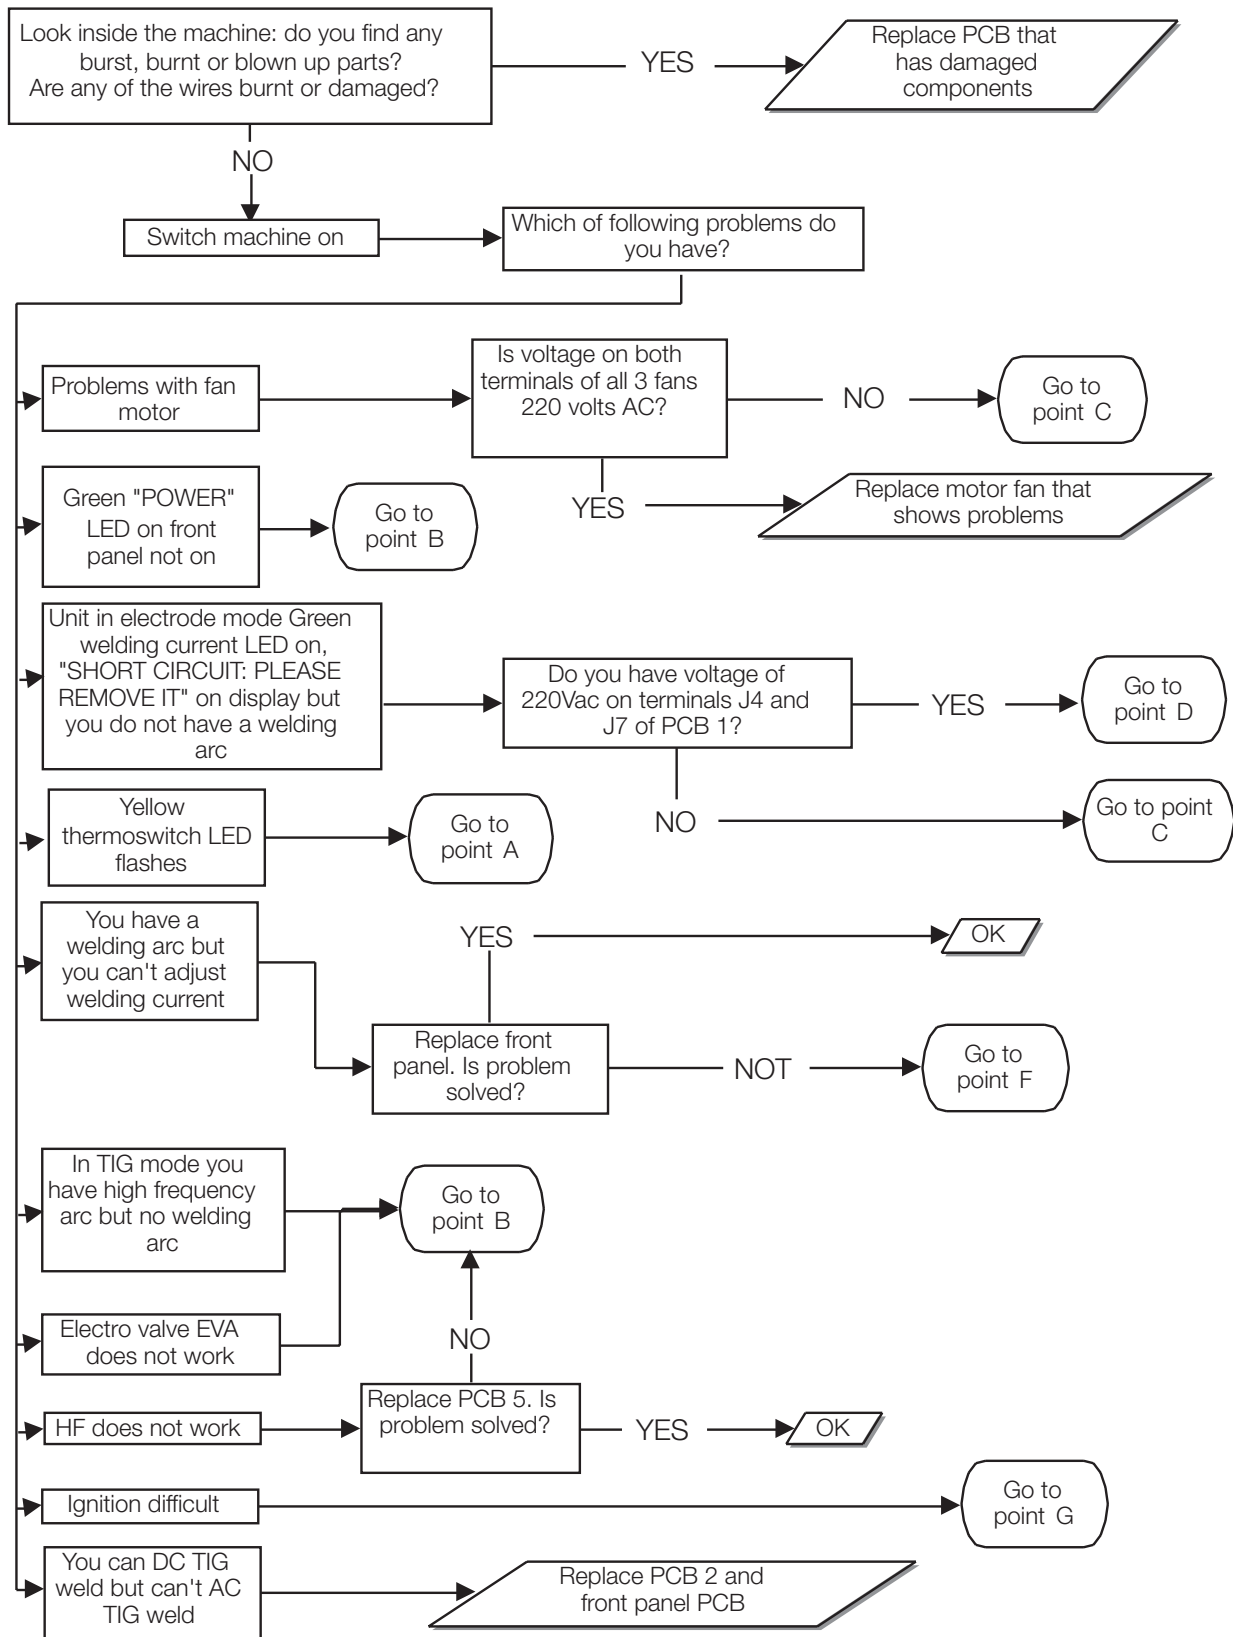 Look inside the machine: do you find any
burst, burnt or blown up parts?
Are any of the wires burnt or damaged?
YES
Replace PCB that
has damaged
components
NO
Switch machine on
Which of following problems do
you have?
Problems with fan
motor
Is voltage on both
terminals of all 3 fans
220 volts AC?
NO
Go to
point C
YES
Replace motor fan that
shows problems
Green "POWER"
LED on front
panel not on
Go to
point B
Unit in electrode mode Green
welding current LED on,
"SHORT CIRCUIT: PLEASE
REMOVE IT" on display but
you do not have a welding
arc
Do you have voltage of
220Vac on terminals J4 and
J7 of PCB 1?
YES
Go to
point D
NO
Go to point
C
Yellow
thermoswitch LED
flashes
Go to
point A
You have a
welding arc but
you can't adjust
welding current
YES
OK
Replace front
panel. Is problem
solved?
NOT
Go to
point F
In TIG mode you
have high frequency
arc but no welding
arc
Go to
point B
Electro valve EVA
does not work
NO
HF does not work
Replace PCB 5. Is
problem solved?
YES
OK
Ignition difficult
Go to
point G
You can DC TIG
weld but can't AC
TIG weld
Replace PCB 2 and
front panel PCB